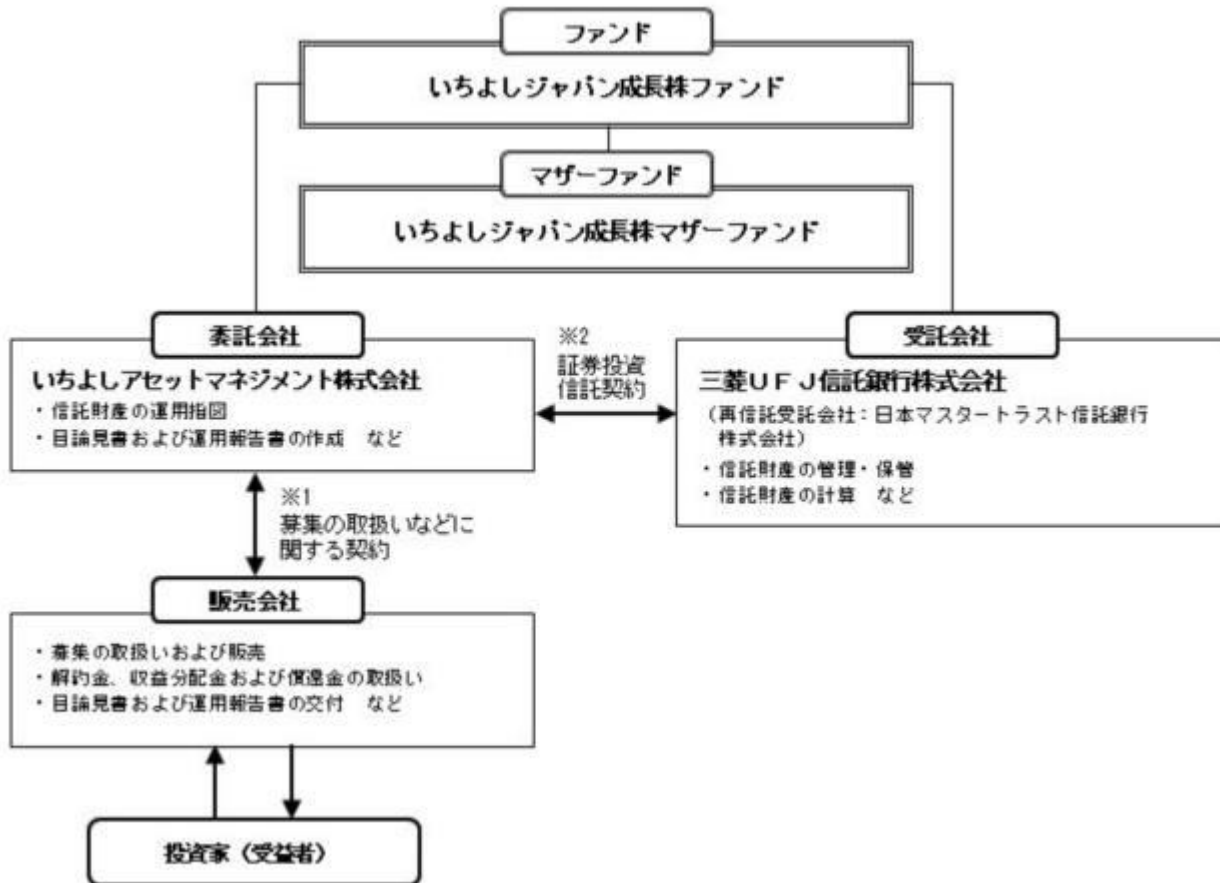 ファンド
いちよしジャパン成長株ファンド
マザーファンド
いちよしジャパン成長株マザーファンド
委託会社
いちよしアセットマネジメント株式会社
・信託財産の運用指図
・目論見書および運用報告書の作成　など
※2
証券投資
信託契約
受託会社
三菱ＵＦＪ信託銀行株式会社
（再信託受託会社：日本マスタートラスト信託銀行
株式会社）
・信託財産の管理・保管
・信託財産の計算　など
※1
募集の取扱いなどに
関する契約
販売会社
・募集の取扱いおよび販売
・解約金、収益分配金および償還金の取扱い
・目論見書および運用報告書の交付　など
投資家（受益者）